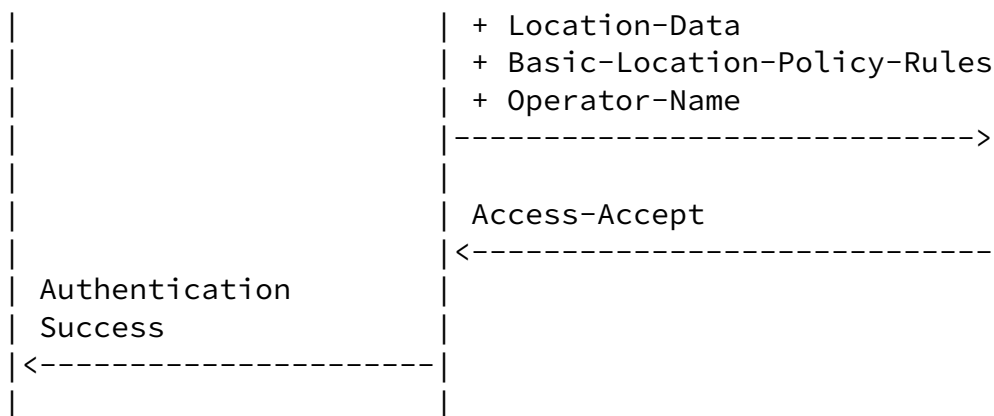 + Location-Data
+ Basic-Location-Policy-Rules
+ Operator-Name
Access-Accept
Authentication
Success